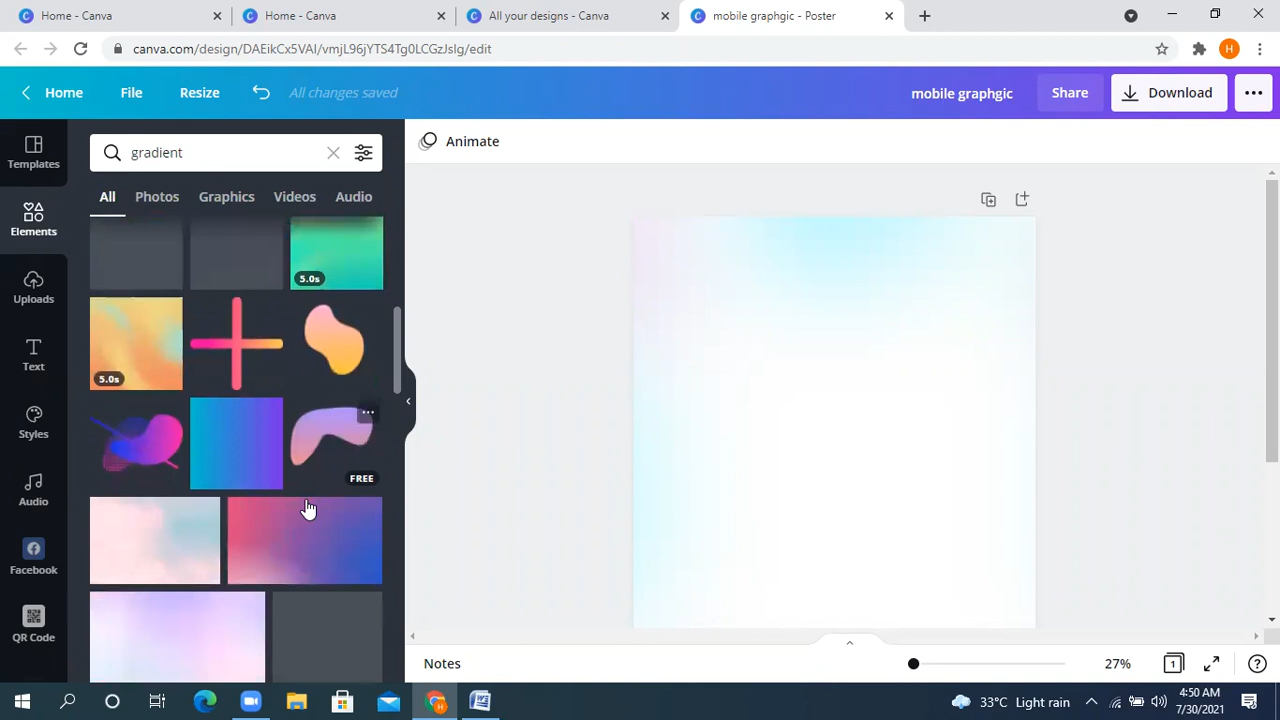 Home - Canva
Home - Canva
All your designs - Canva
mobile graphgic - Poster
canva.com/design/DAEikCx5VAI/vmjL96jYTS4Tg0LCGzJslg/edit
H
Home
File
Resize
All changes saved
mobile graphgic
Share
Download
Templates
Elements
Uploads
Text
Styles
Audio
Facebook
QR Code
gradient
All
Photos
Graphics
Videos
Audio
5.0s
5.0s
FREE
Animate
Notes
27%
1
33°C Light rain
4:50 AM
7/30/2021